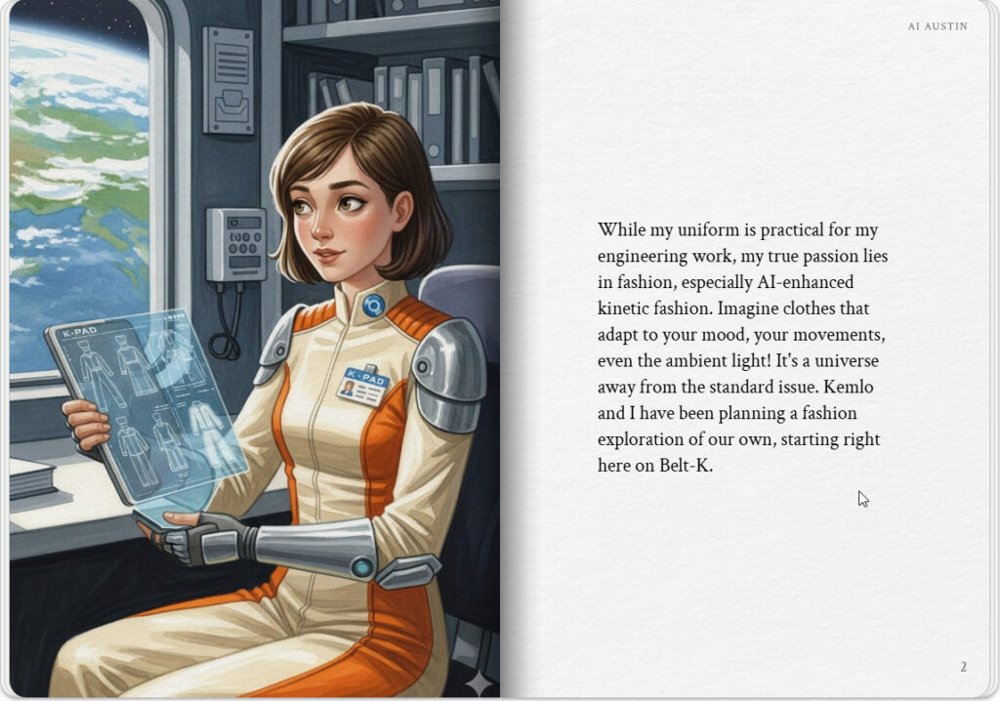 K-PAD
K-PAD
AI AUSTIN
While my uniform is practical for my
engineering work, my true passion lies
in fashion, especially AI-enhanced
kinetic fashion. Imagine clothes that
adapt to your mood, your movements,
even the ambient light! It's a universe
away from the standard issue. Kemlo
and I have been planning a fashion
exploration of our own, starting right
here on Belt-K.
2